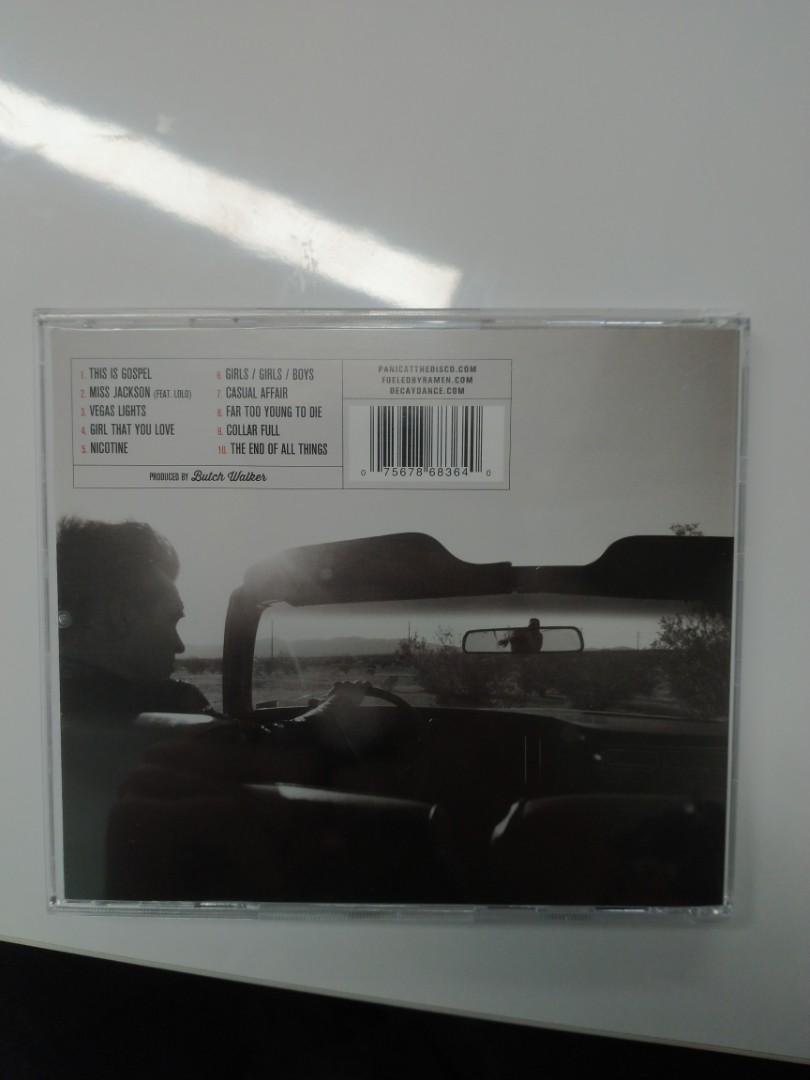 1. THIS IS GOSPEL
2. MISS JACKSON (FEAT. LOLO)
3. VEGAS LIGHTS
4. GIRL THAT YOU LOVE
5. NICOTINE
6. GIRLS / GIRLS / BOYS
7. CASUAL AFFAIR
8. FAR TOO YOUNG TO DIE
9. COLLAR FULL
10. THE END OF ALL THINGS
PRODUCED BY Butch Walker
PANICATTHEDISCO.COM
FUELEDBYRAMEN.COM
DECAYDANCE.COM
0 75678 68364 0